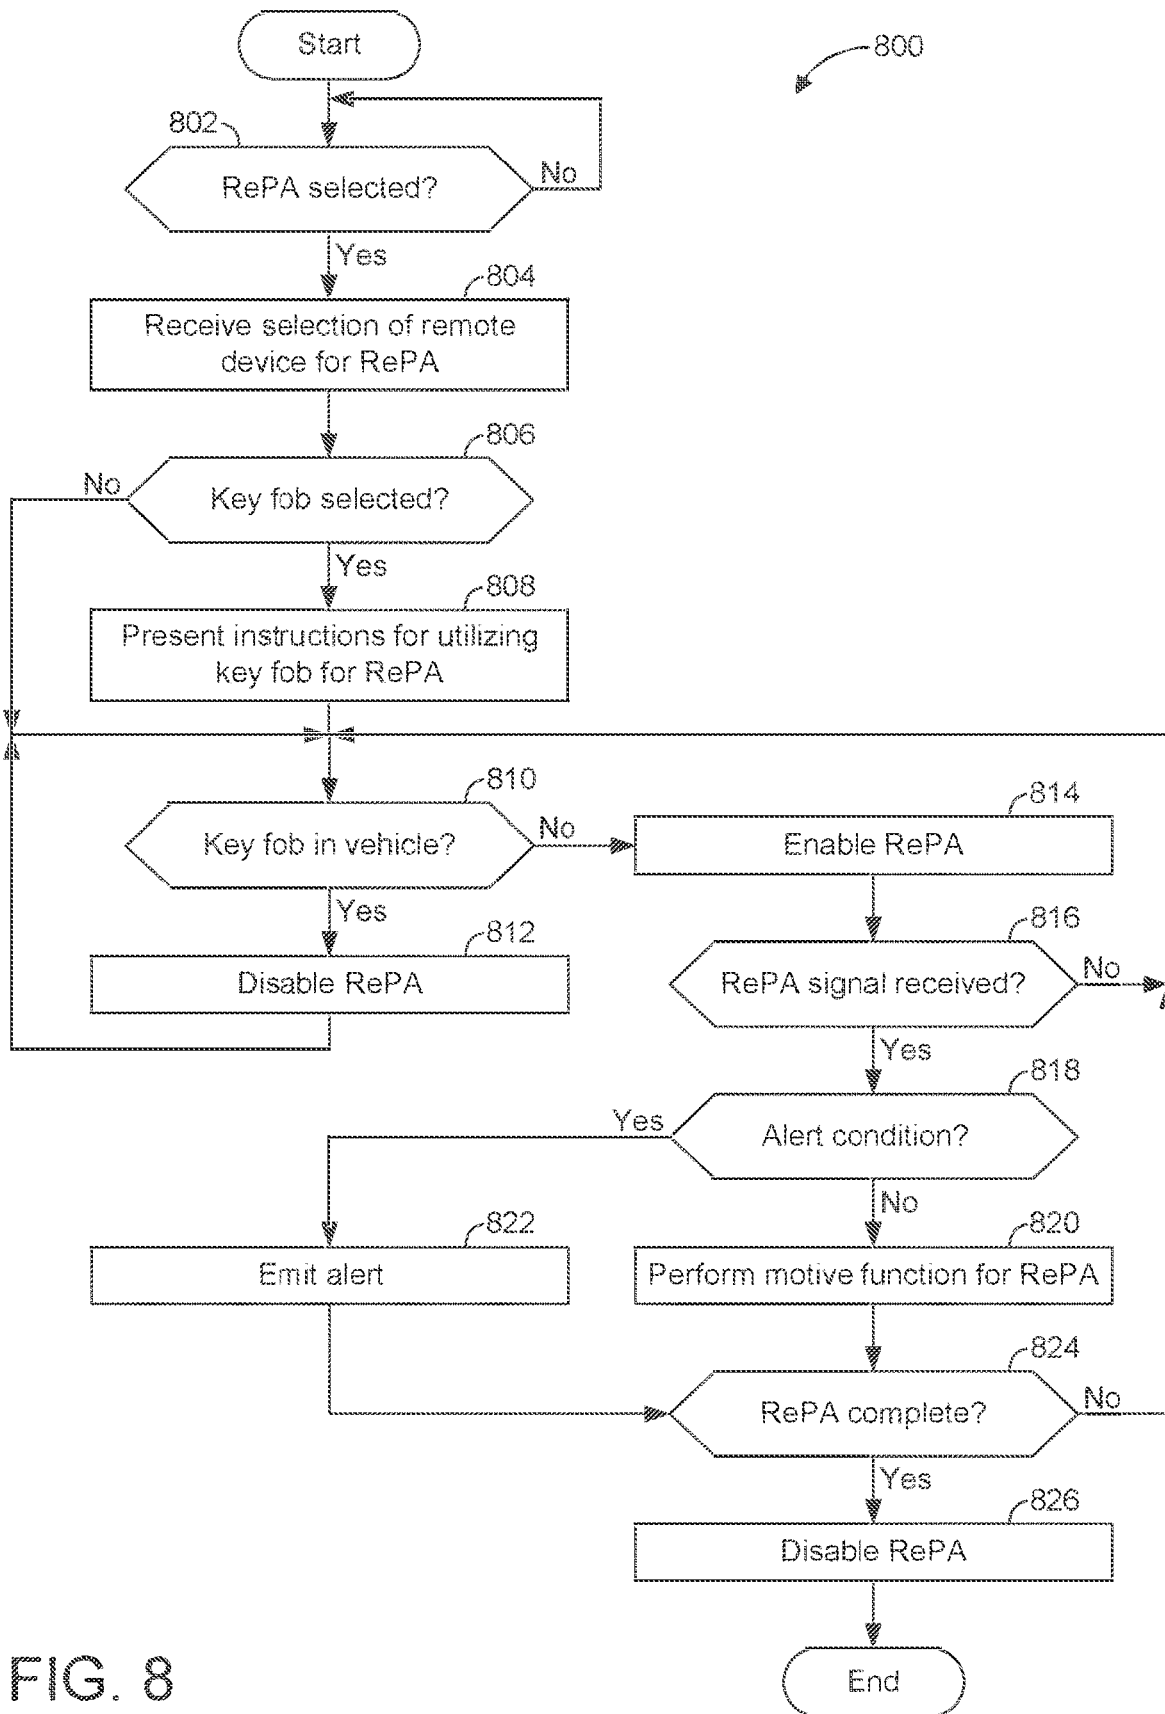 Start
800
802
RePA selected?
No
Yes
804
Receive selection of remote
device for RePA
806
No
Key fob selected?
Yes
808
Present instructions for utilizing
key fob for RePA
810
Key fob in vehicle?
No
814
Enable RePA
Yes
812
Disable RePA
816
RePA signal received?
No
Yes
818
Alert condition?
Yes
No
822
Emit alert
820
Perform motive function for RePA
824
RePA complete?
No
Yes
826
Disable RePA
End
FIG. 8